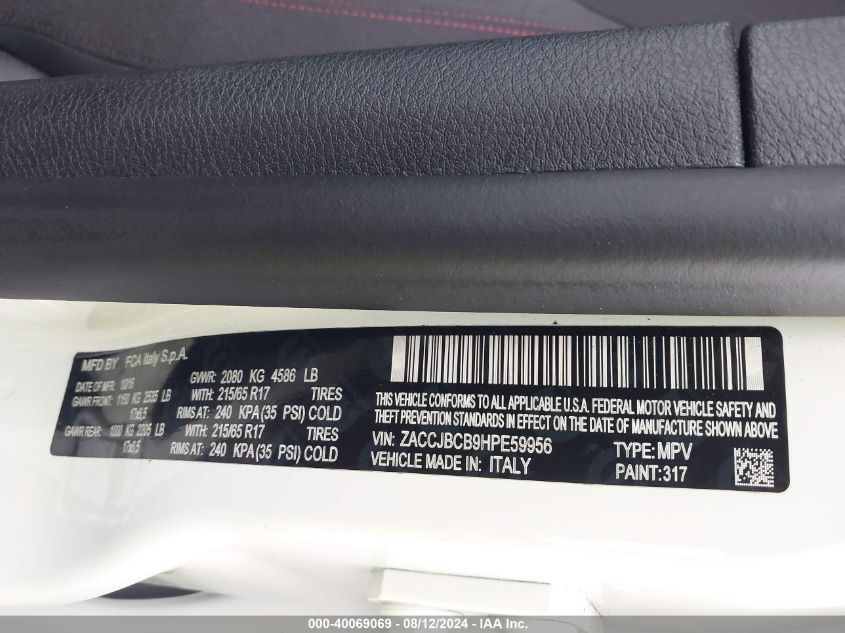 MFD BY FCA Italy S.p.A.
DATE OF MFR: 10/16 GVWR: 2080 KG 4586 LB
GAWR FRONT: 1150 KG 2535 LB WITH: 215/65 R17 TIRES
17x6,5 RIMS AT: 240 KPA (35 PSI) COLD
GAWR REAR: 1000 KG 2205 LB WITH: 215/65 R17 TIRES
17x6,5 RIMS AT: 240 KPA (35 PSI) COLD
THIS VEHICLE CONFORMS TO ALL APPLICABLE U.S.A. FEDERAL MOTOR VEHICLE SAFETY AND
THEFT PREVENTION STANDARDS IN EFFECT ON THE DATE OF MANUFACTURE SHOWN ABOVE
VIN: ZACCJBCB9HPE59956 TYPE: MPV
VEHICLE MADE IN: ITALY PAINT: 317
000-40069069 - 08/12/2024 - IAA Inc.